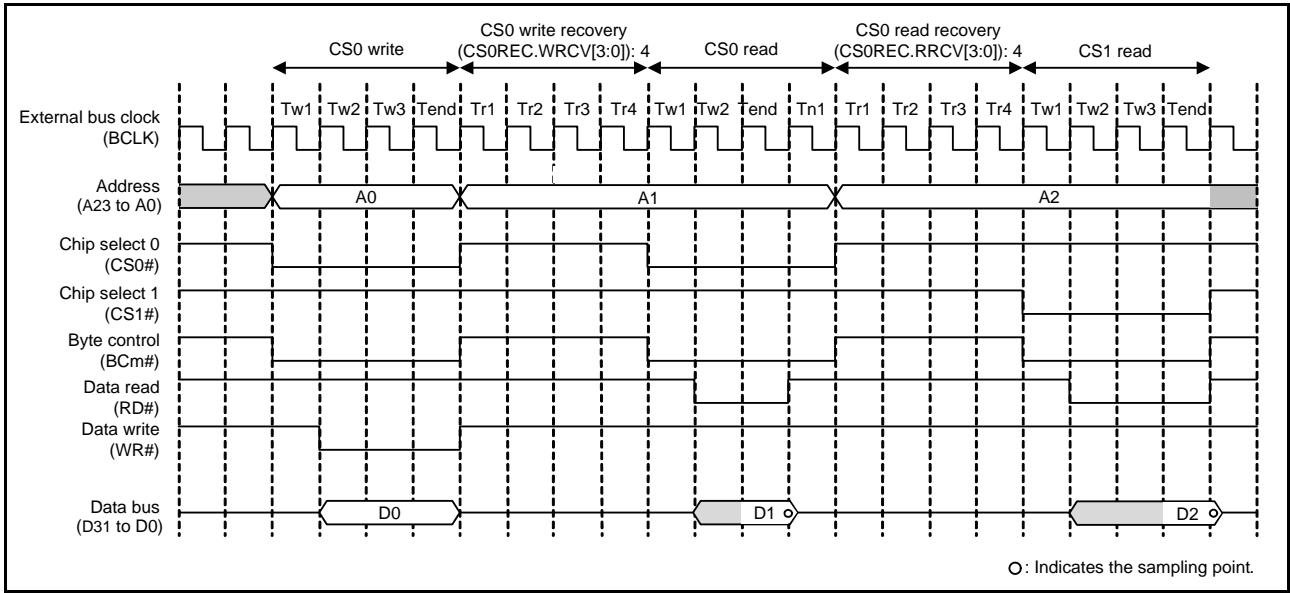 CS0 write
CS0 write recovery
(CS0REC.WRCV[3:0]): 4
CS0 read
CS0 read recovery
(CS0REC.RRCV[3:0]): 4
CS1 read
External bus clock
(BCLK)
Tw1 Tw2 Tw3 Tend Tr1 Tr2 Tr3 Tr4 Tw1 Tw2 Tend Tn1 Tr1 Tr2 Tr3 Tr4 Tw1 Tw2 Tw3 Tend
Address
(A23 to A0)
A0 A1 A2
Chip select 0
(CS0#)
Chip select 1
(CS1#)
Byte control
(BCm#)
Data read
(RD#)
Data write
(WR#)
Data bus
(D31 to D0)
D0 D1 D2
: Indicates the sampling point.